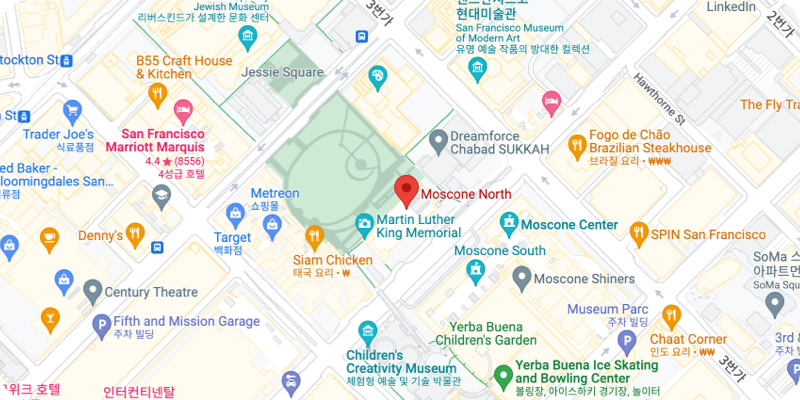 Jewish Museum
리버스킨드가 설계한 문화 센터
3번가
현대미술관
San Francisco Museum
of Modern Art
유명 예술 작품의 방대한 컬렉션
LinkedIn
2번가
B55 Craft House
& Kitchen
Jessie Square
tockton St
Hawthorne St
The Fly Tra
n St
Trader Joe's
식료품점
San Francisco
Marriott Marquis
4.4★(8556)
4성급 호텔
Dreamforce
Chabad SUKKAH
Fogo de Chão
Brazilian Steakhouse
브라질 요리 • ₩₩₩
ed Baker -
loomingdales San...
Metreon
쇼핑몰
Moscone North
Martin Luther
King Memorial
Moscone Center
Denny's
Target
백화점
SPIN San Francisco
Siam Chicken
태국 요리 • ₩
Moscone South
Moscone Shiners
SoMa 스
아파트먼
SoMa Squ
Century Theatre
Fifth and Mission Garage
주차 빌딩
Museum Parc
주차 빌딩
Yerba Buena
Children's Garden
Chaat Corner
인도 요리 • ₩₩
3번가
3rd &
주차
Children's
Creativity Museum
체험형 예술 및 기술 박물관
Yerba Buena Ice Skating
and Bowling Center
볼링장, 아이스하키 경기장, 놀이터
위크 호텔
인터컨티넨탈